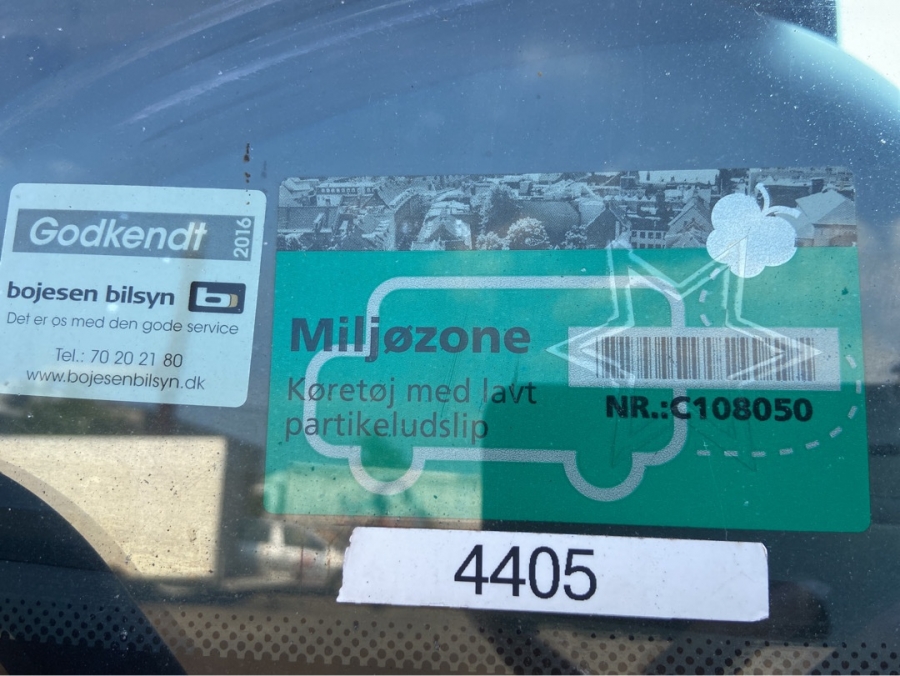 Godkendt 2016
bojesen bilsyn b
Det er os med den gode service
Tel.: 70 20 21 80
www.bojesenbilsyn.dk
Miljøzone
Køretøj med lavt
partikeludslip
NR.:C108050
4405